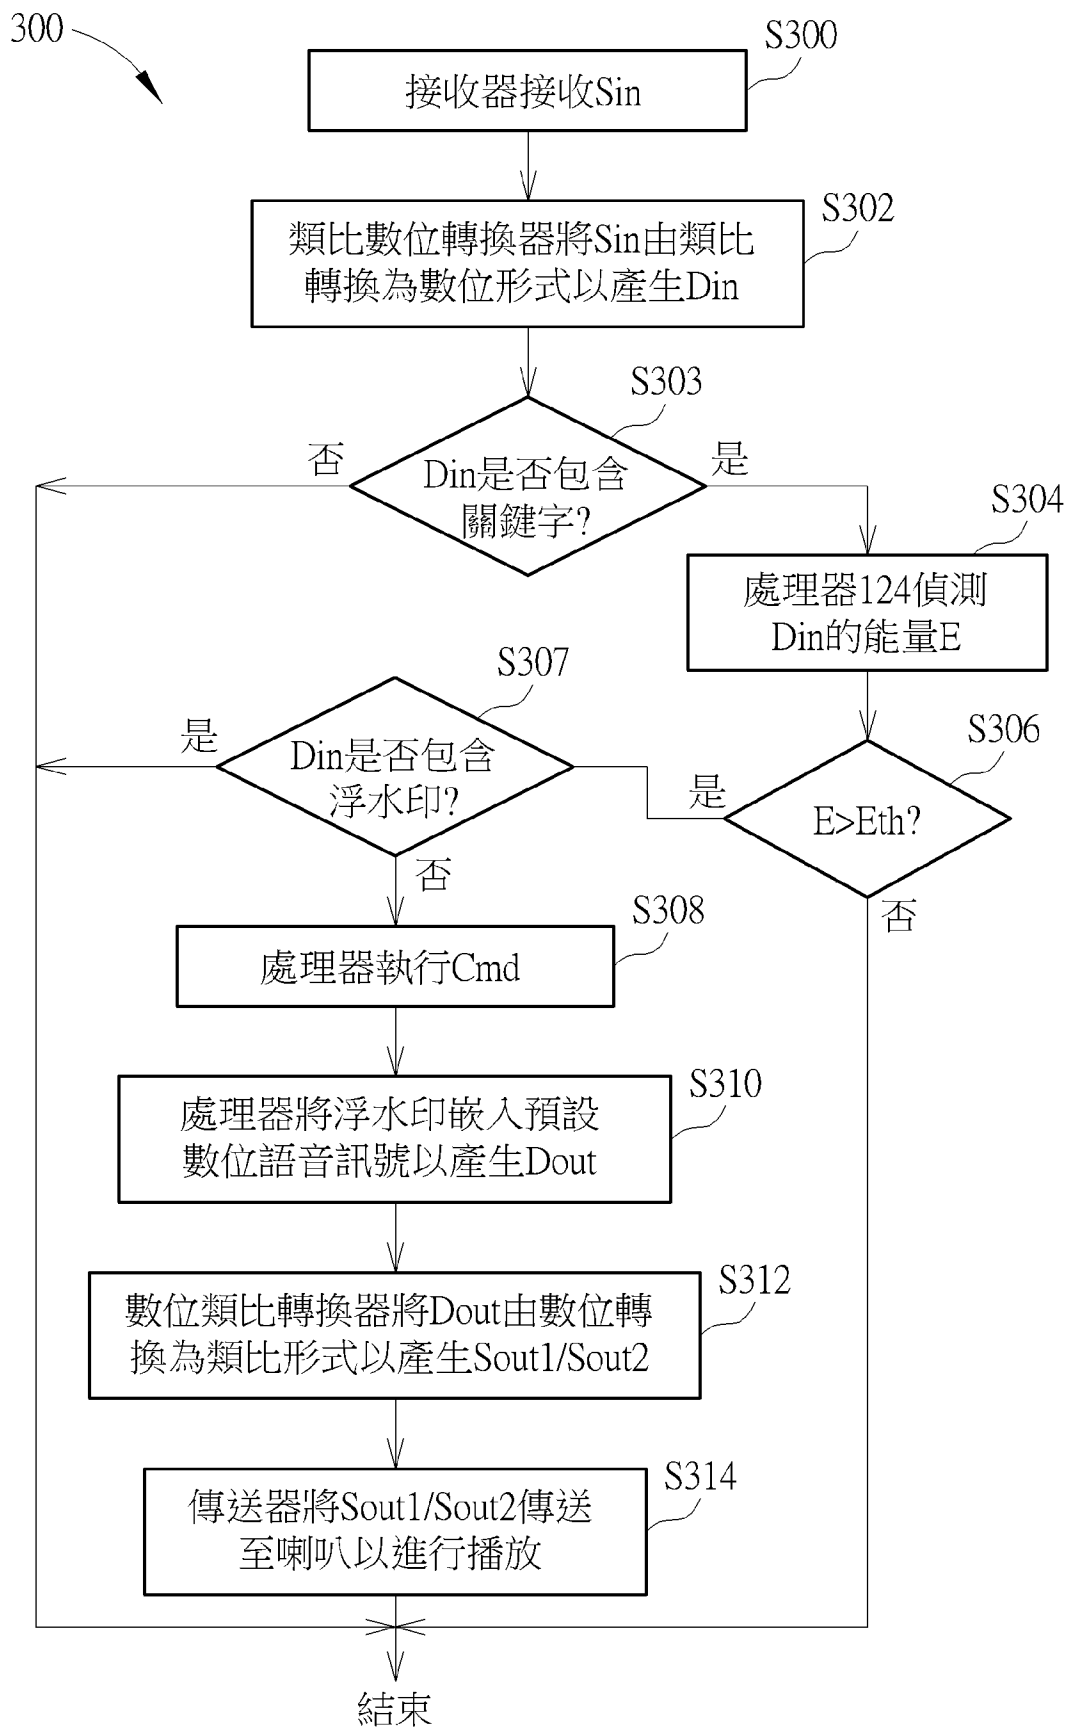 300
S300
接收器接收Sin
S302
類比數位轉換器將Sin由類比
轉換為數位形式以產生Din
S303
否
是
Din是否包含
關鍵字?
S304
處理器124偵測
Din的能量E
S307
是
Din是否包含
浮水印?
S306
是
E>Eth?
否
否
S308
處理器執行Cmd
S310
處理器將浮水印嵌入預設
數位語音訊號以產生Dout
S312
數位類比轉換器將Dout由數位轉
換為類比形式以產生Sout1/Sout2
S314
傳送器將Sout1/Sout2傳送
至喇叭以進行播放
結束